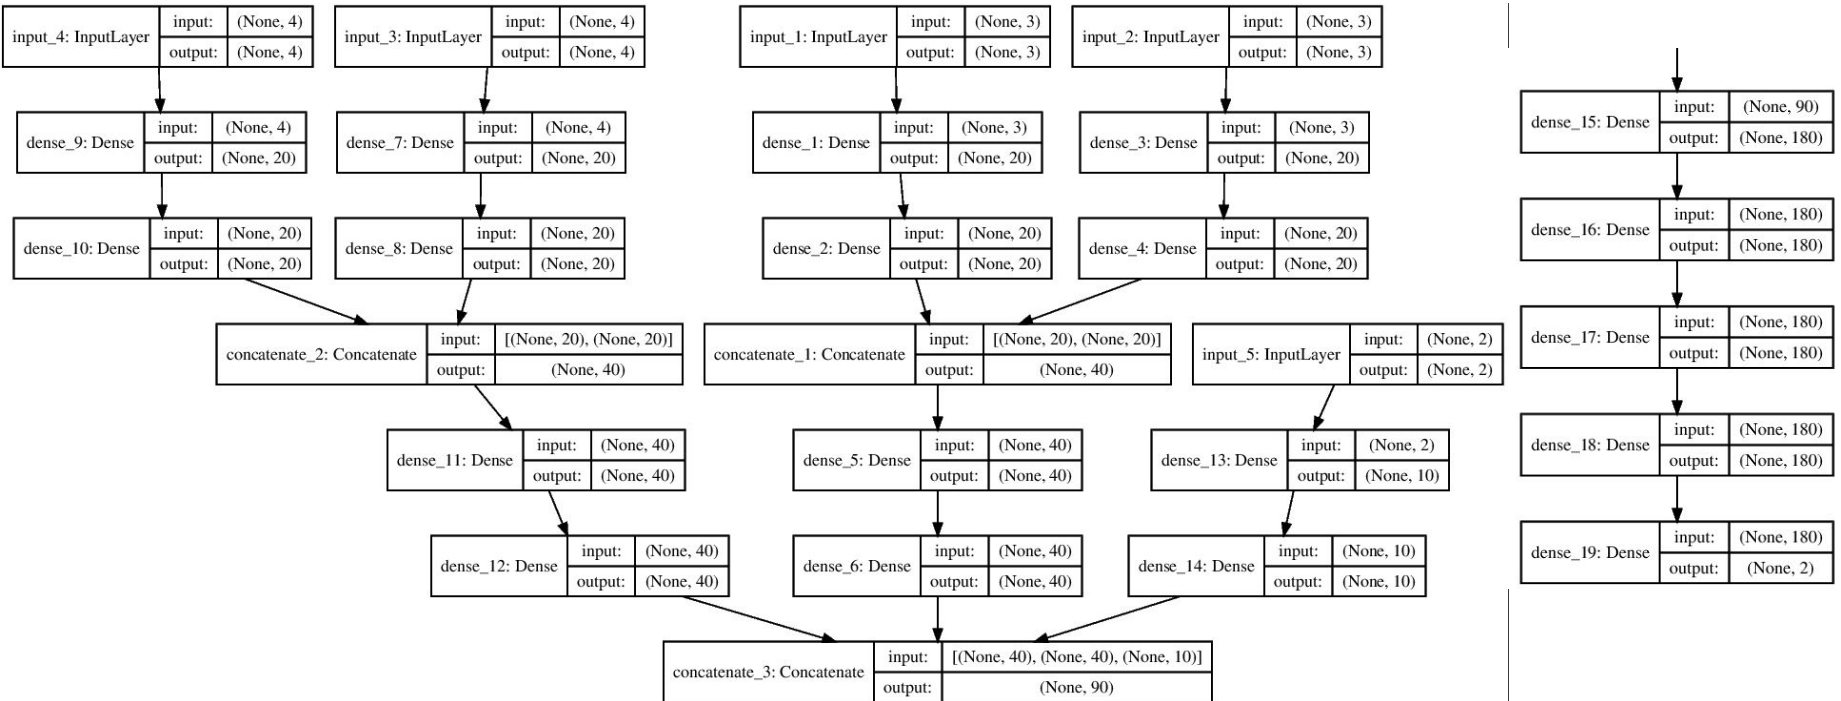 input_4: InputLayer input: (None, 4)
output: (None, 4)
input_3: InputLayer input: (None, 4)
output: (None, 4)
input_1: InputLayer input: (None, 3)
output: (None, 3)
input_2: InputLayer input: (None, 3)
output: (None, 3)
dense_9: Dense input: (None, 4)
output: (None, 20)
dense_7: Dense input: (None, 4)
output: (None, 20)
dense_1: Dense input: (None, 3)
output: (None, 20)
dense_3: Dense input: (None, 3)
output: (None, 20)
dense_10: Dense input: (None, 20)
output: (None, 20)
dense_8: Dense input: (None, 20)
output: (None, 20)
dense_2: Dense input: (None, 20)
output: (None, 20)
dense_4: Dense input: (None, 20)
output: (None, 20)
concatenate_2: Concatenate input: [(None, 20), (None, 20)]
output: (None, 40)
concatenate_1: Concatenate input: [(None, 20), (None, 20)]
output: (None, 40)
input_5: InputLayer input: (None, 2)
output: (None, 2)
dense_11: Dense input: (None, 40)
output: (None, 40)
dense_5: Dense input: (None, 40)
output: (None, 40)
dense_13: Dense input: (None, 2)
output: (None, 10)
dense_12: Dense input: (None, 40)
output: (None, 40)
dense_6: Dense input: (None, 40)
output: (None, 40)
dense_14: Dense input: (None, 10)
output: (None, 10)
concatenate_3: Concatenate input: [(None, 40), (None, 40), (None, 10)]
output: (None, 90)
dense_15: Dense input: (None, 90)
output: (None, 180)
dense_16: Dense input: (None, 180)
output: (None, 180)
dense_17: Dense input: (None, 180)
output: (None, 180)
dense_18: Dense input: (None, 180)
output: (None, 180)
dense_19: Dense input: (None, 180)
output: (None, 2)